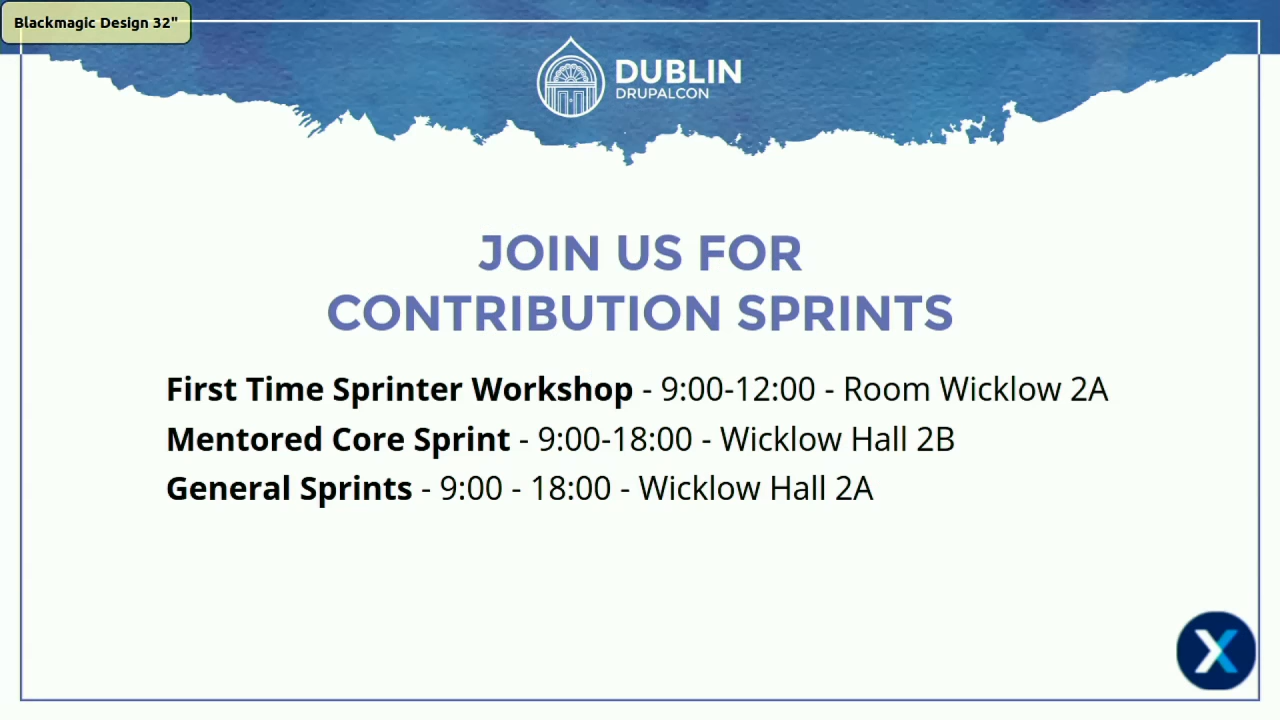 Blackmagic Design 32"
DUBLIN
DRUPALCON
JOIN US FOR
CONTRIBUTION SPRINTS
First Time Sprinter Workshop - 9:00-12:00 - Room Wicklow 2A
Mentored Core Sprint - 9:00-18:00 - Wicklow Hall 2B
General Sprints - 9:00 - 18:00 - Wicklow Hall 2A
X